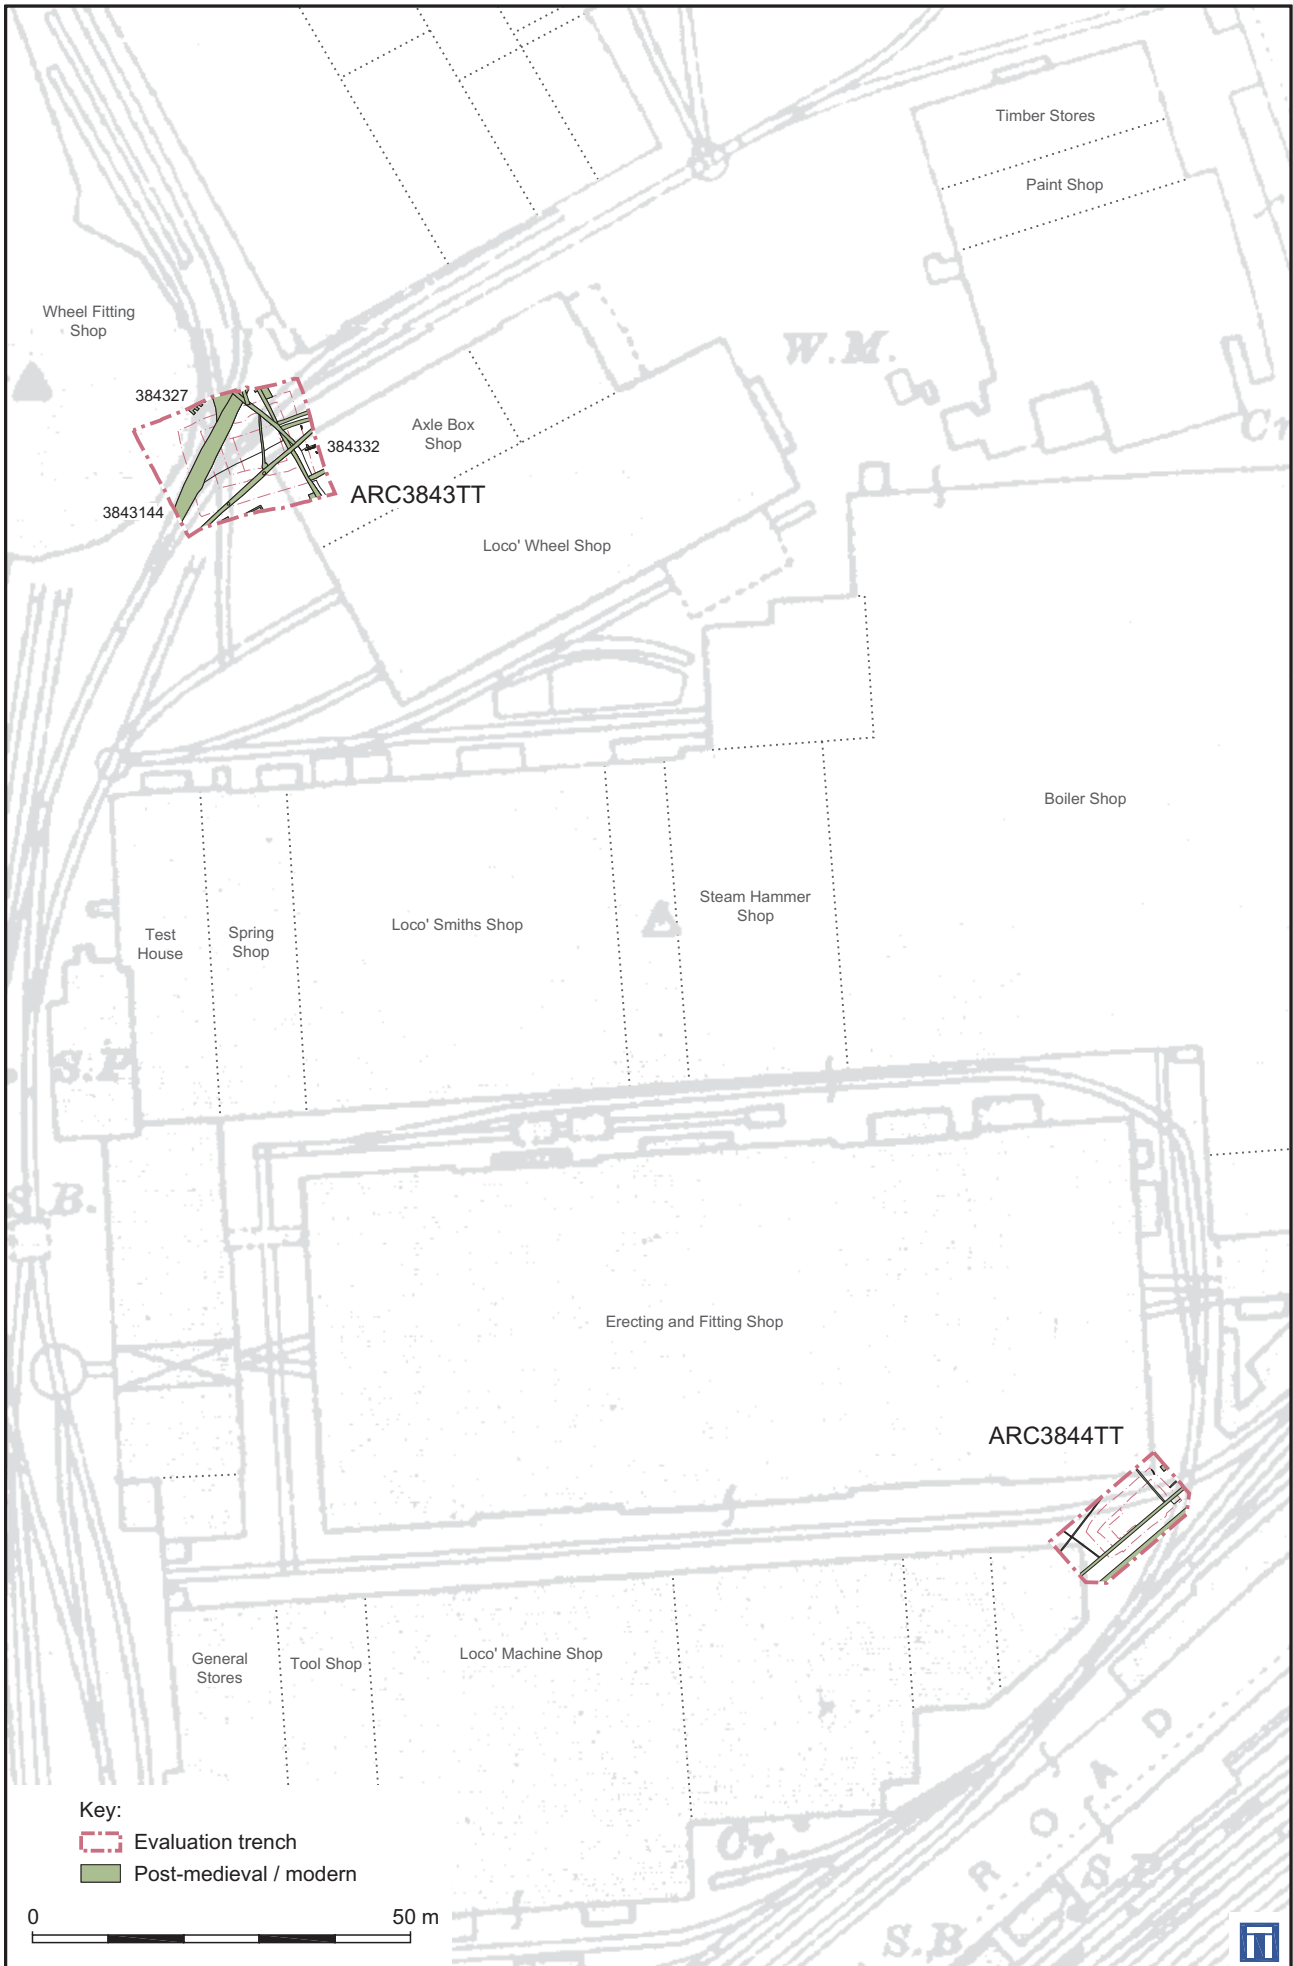 Timber Stores
Paint Shop
Wheel Fitting
Shop
W.M.
384327
Axle Box
Shop
384332
ARC3843TT
3843144
Loco' Wheel Shop
Boiler Shop
Steam Hammer
Shop
Loco' Smiths Shop
Test
House
Spring
Shop
S.P.
S.B.
Erecting and Fitting Shop
ARC3844TT
General
Stores
Tool Shop
Loco' Machine Shop
ROAD
Cr.
S.P.
S.B.
Key:
Evaluation trench
Post-medieval / modern
0
50 m